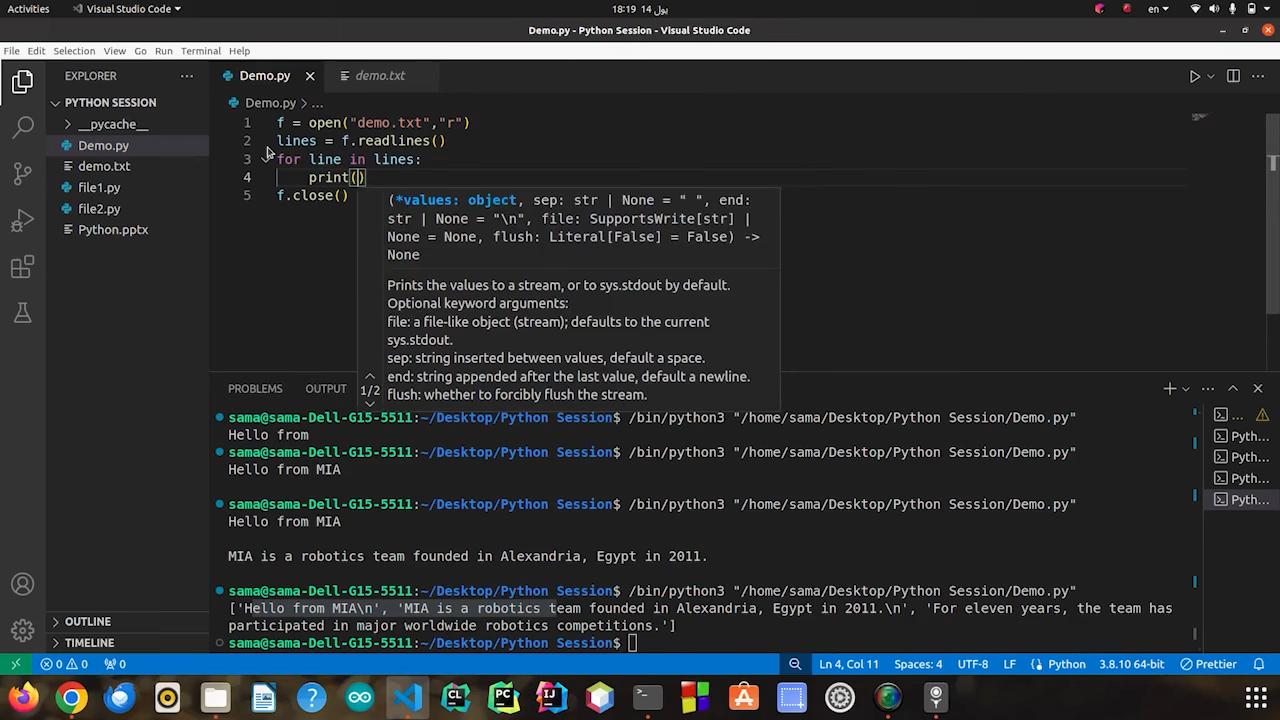 Activities
Visual Studio Code
18:19 14 يول
en
Demo.py - Python Session - Visual Studio Code
File Edit Selection View Go Run Terminal Help
EXPLORER
Demo.py
demo.txt
PYTHON SESSION
Demo.py > ...
__pycache__
Demo.py
demo.txt
file1.py
file2.py
Python.pptx
1 f = open("demo.txt","r")
2 lines = f.readlines()
3 for line in lines:
4 print()
5 f.close()
(*values: object, sep: str | None = " ", end:
str | None = "\n", file: SupportsWrite[str] |
None = None, flush: Literal[False] = False) ->
None
Prints the values to a stream, or to sys.stdout by default.
Optional keyword arguments:
file: a file-like object (stream); defaults to the current
sys.stdout.
sep: string inserted between values, default a space.
end: string appended after the last value, default a newline.
flush: whether to forcibly flush the stream.
1/2
PROBLEMS OUTPUT
sama@sama-Dell-G15-5511:~/Desktop/Python Session$ /bin/python3 "/home/sama/Desktop/Python Session/Demo.py"
Hello from
sama@sama-Dell-G15-5511:~/Desktop/Python Session$ /bin/python3 "/home/sama/Desktop/Python Session/Demo.py"
Hello from MIA
sama@sama-Dell-G15-5511:~/Desktop/Python Session$ /bin/python3 "/home/sama/Desktop/Python Session/Demo.py"
Hello from MIA
MIA is a robotics team founded in Alexandria, Egypt in 2011.
sama@sama-Dell-G15-5511:~/Desktop/Python Session$ /bin/python3 "/home/sama/Desktop/Python Session/Demo.py"
['Hello from MIA\n', 'MIA is a robotics team founded in Alexandria, Egypt in 2011.\n', 'For eleven years, the team has
participated in major worldwide robotics competitions.']
sama@sama-Dell-G15-5511:~/Desktop/Python Session$
...
Pyth...
Pyth...
Pyth...
Pyth...
OUTLINE
TIMELINE
0 0 0
Ln 4, Col 11 Spaces: 4 UTF-8 LF Python 3.8.10 64-bit Prettier
CL PC IJ